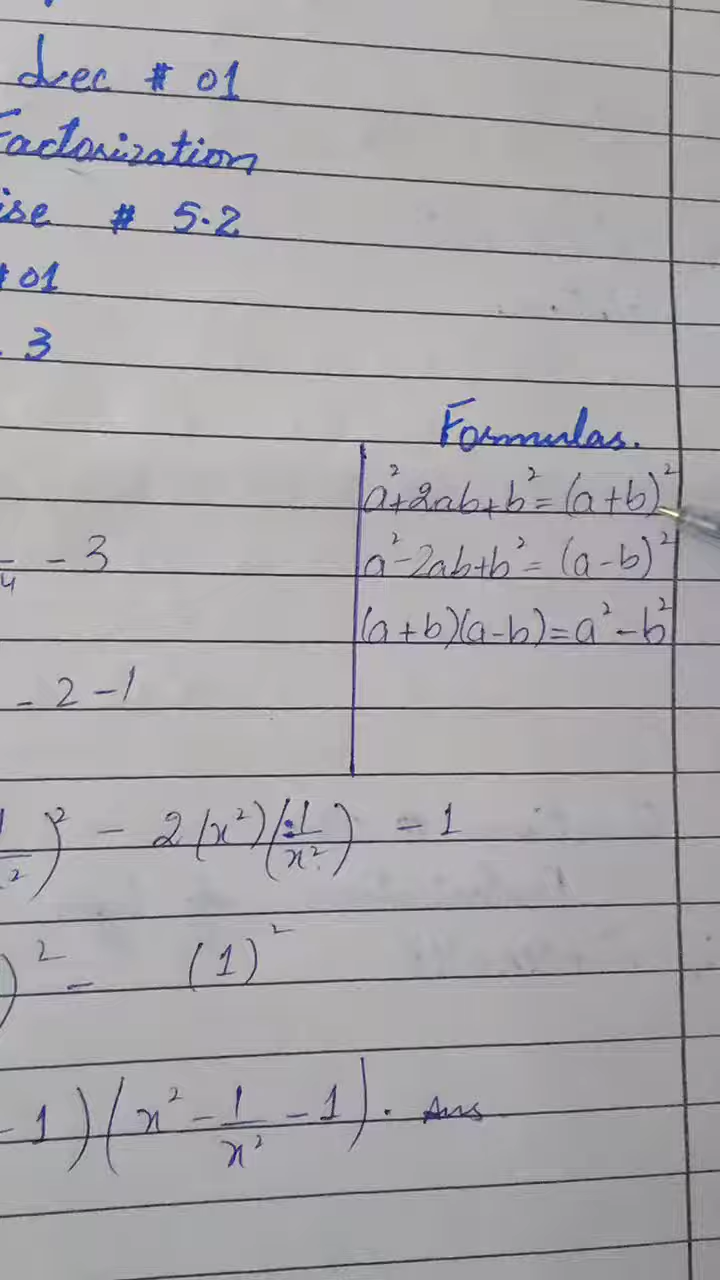 Lec # 01
Factorization
ise # 5.2
# 01
. 3
Formulas.
a²+2ab+b²=(a+b)²
4 - 3
a²-2ab+b²=(a-b)²
(a+b)(a-b)=a²-b²
- 2 - 1
)² - 2(x²)(1/x²) - 1
)² - (1)²
- 1)(x² - 1/x² - 1). Ans